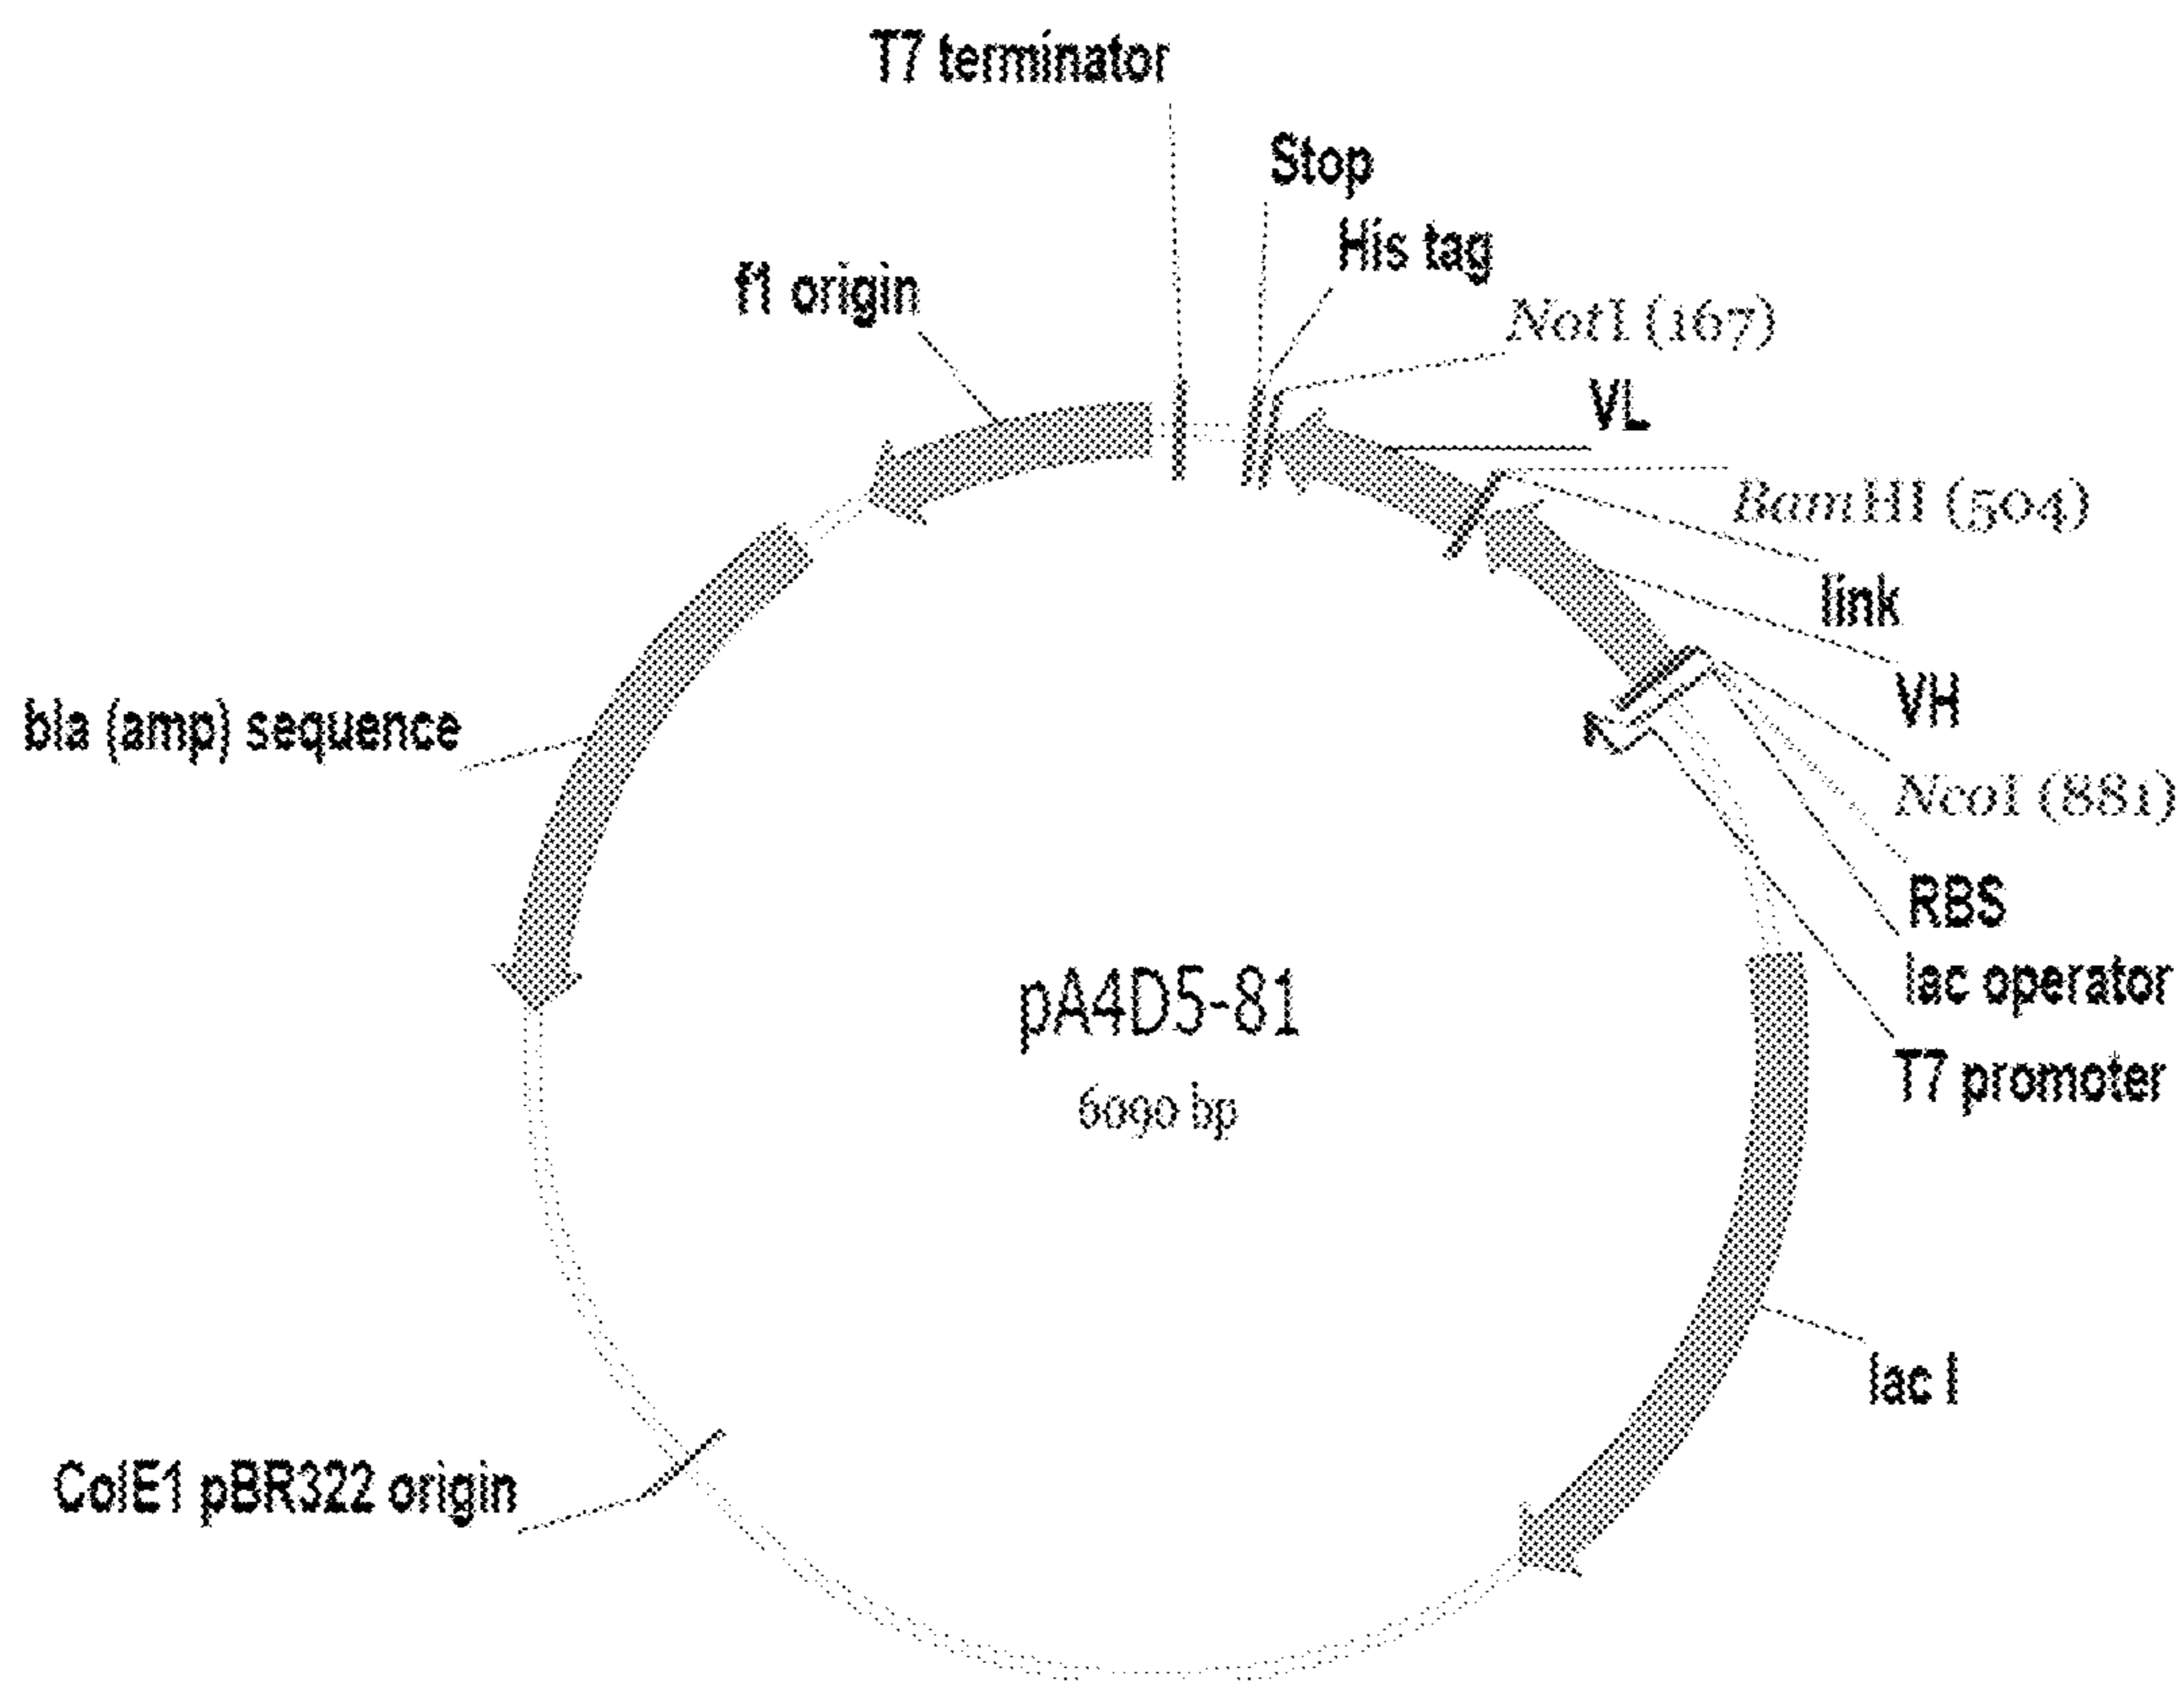 T7 terminator
Stop
His tag
f1 origin
NotI (167)
VL
BamHI (504)
link
VH
bla (amp) sequence
NcoI (881)
RBS
lac operator
pA4D5-81
T7 promoter
6090 bp
lac I
ColE1 pBR322 origin